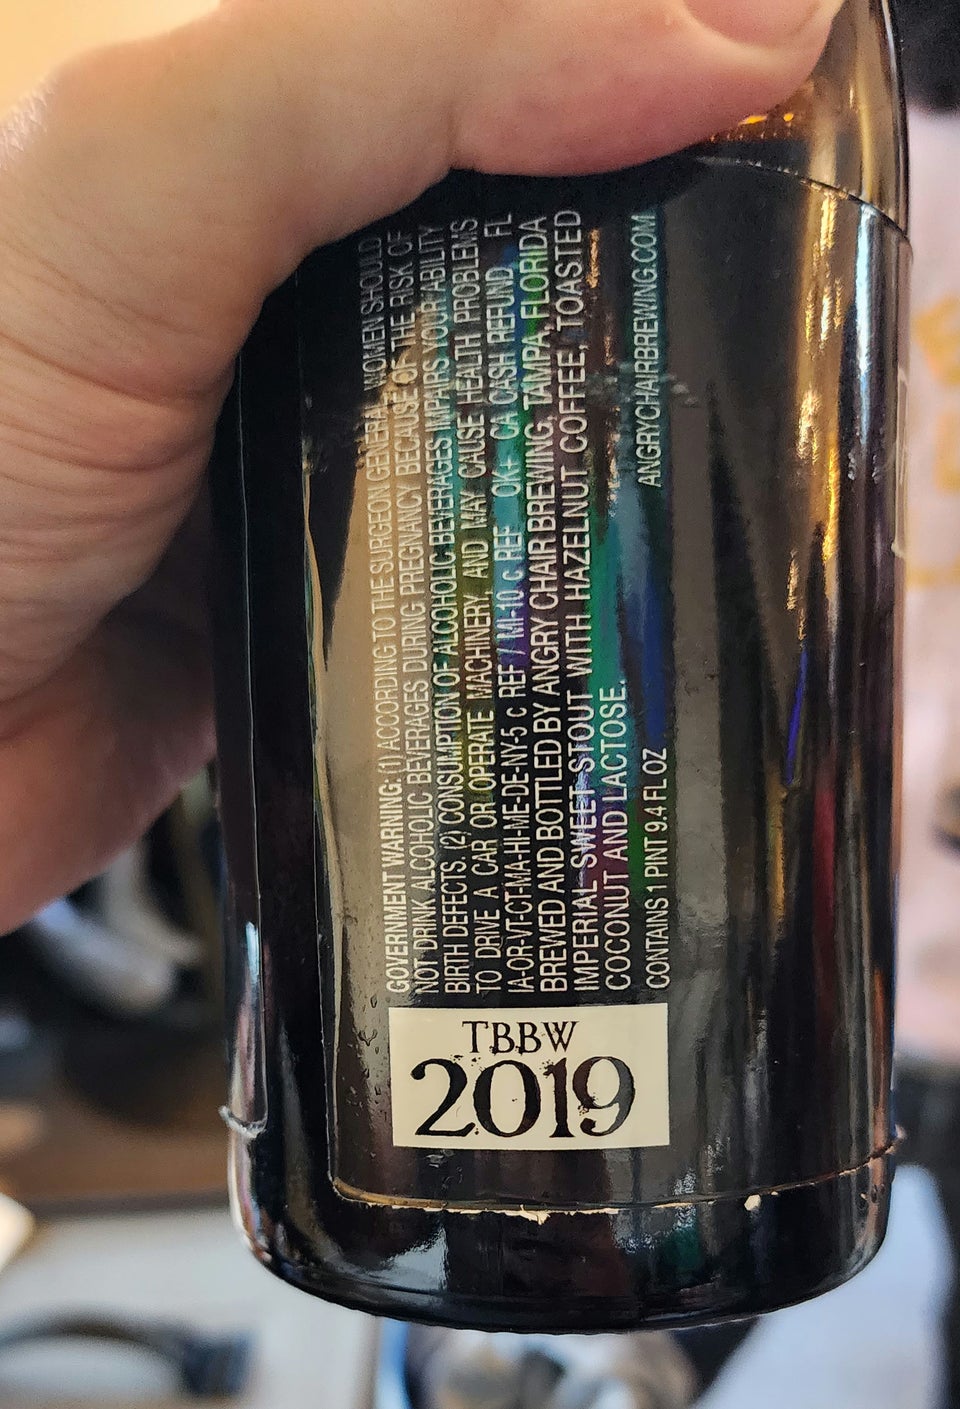 GOVERNMENT WARNING: (1) ACCORDING TO THE SURGEON GENERAL, WOMEN SHOULD
NOT DRINK ALCOHOLIC BEVERAGES DURING PREGNANCY BECAUSE OF THE RISK OF
BIRTH DEFECTS. (2) CONSUMPTION OF ALCOHOLIC BEVERAGES IMPAIRS YOUR ABILITY
TO DRIVE A CAR OR OPERATE MACHINERY, AND MAY CAUSE HEALTH PROBLEMS
IA-OR-VT-CT-MA-HI-ME-DE-NY-5 c REF / MI-10 c REF OK+ CA CASH REFUND FL
BREWED AND BOTTLED BY ANGRY CHAIR BREWING, TAMPA, FLORIDA
IMPERIAL SWEET STOUT WITH HAZELNUT COFFEE, TOASTED
COCONUT AND LACTOSE.
CONTAINS 1 PINT 9.4 FL OZ ANGRYCHAIRBREWING.COM
TBBW
2019